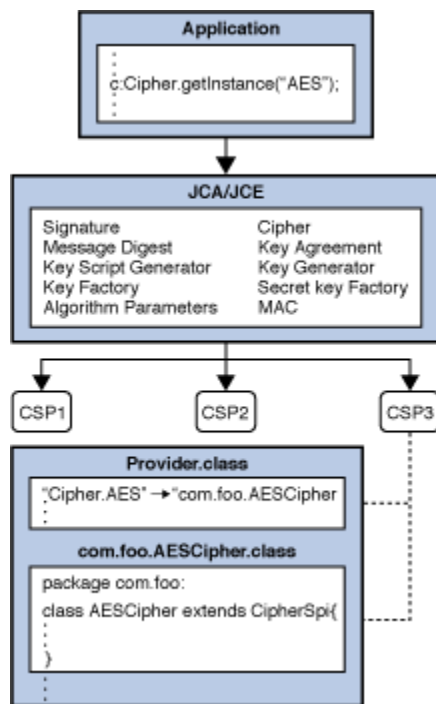 Application
c:Cipher.getInstance("AES");
JCA/JCE
Signature
Message Digest
Key Script Generator
Key Factory
Algorithm Parameters
Cipher
Key Agreement
Key Generator
Secret key Factory
MAC
CSP1
CSP2
CSP3
Provider.class
"Cipher.AES" → "com.foo.AESCipher
com.foo.AESCipher.class
package com.foo:
class AESCipher extends CipherSpi{
}